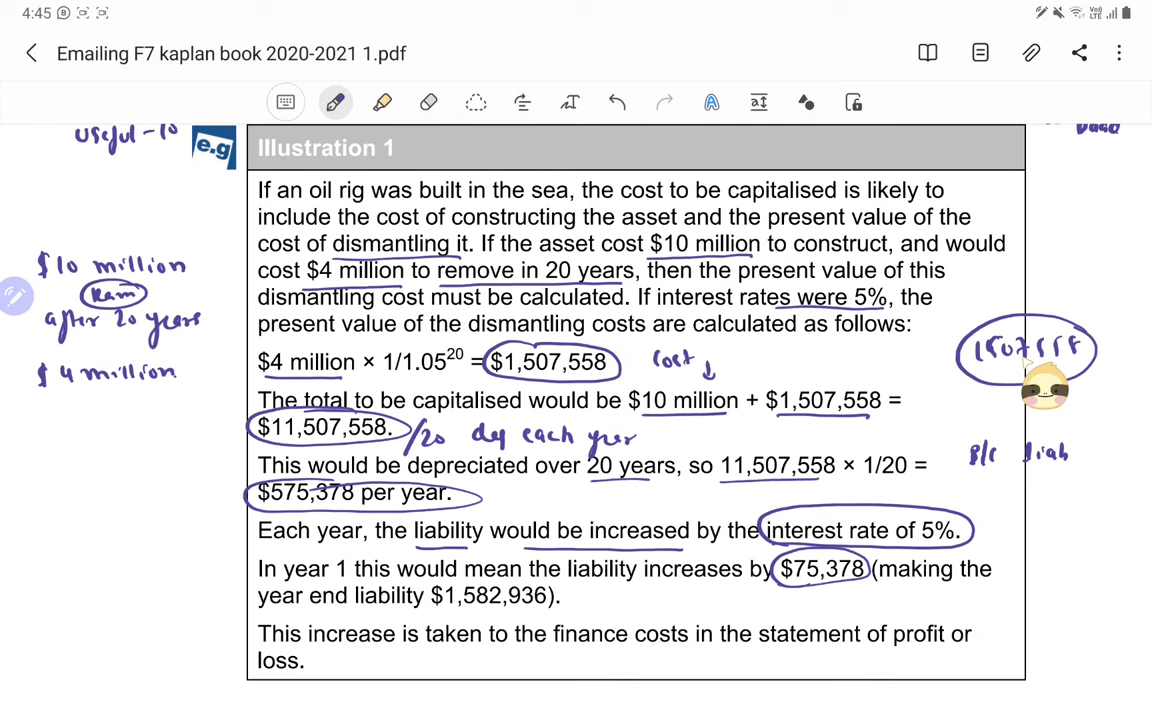 4:45
Vo)) LTE
Emailing F7 kaplan book 2020-2021 1.pdf
useful - 10
e.g
Illustration 1
If an oil rig was built in the sea, the cost to be capitalised is likely to
include the cost of constructing the asset and the present value of the
cost of dismantling it. If the asset cost $10 million to construct, and would
cost $4 million to remove in 20 years, then the present value of this
dismantling cost must be calculated. If interest rates were 5%, the
present value of the dismantling costs are calculated as follows:
$10 million
after 20 years
$ 4 million
$4 million × 1/1.05²⁰ = $1,507,558
cost ↓
The total to be capitalised would be $10 million + $1,507,558 =
$11,507,558.
/20 dep each year
This would be depreciated over 20 years, so 11,507,558 × 1/20 =
$575,378 per year.
Each year, the liability would be increased by the interest rate of 5%.
In year 1 this would mean the liability increases by $75,378 (making the
year end liability $1,582,936).
This increase is taken to the finance costs in the statement of profit or
loss.
1507558